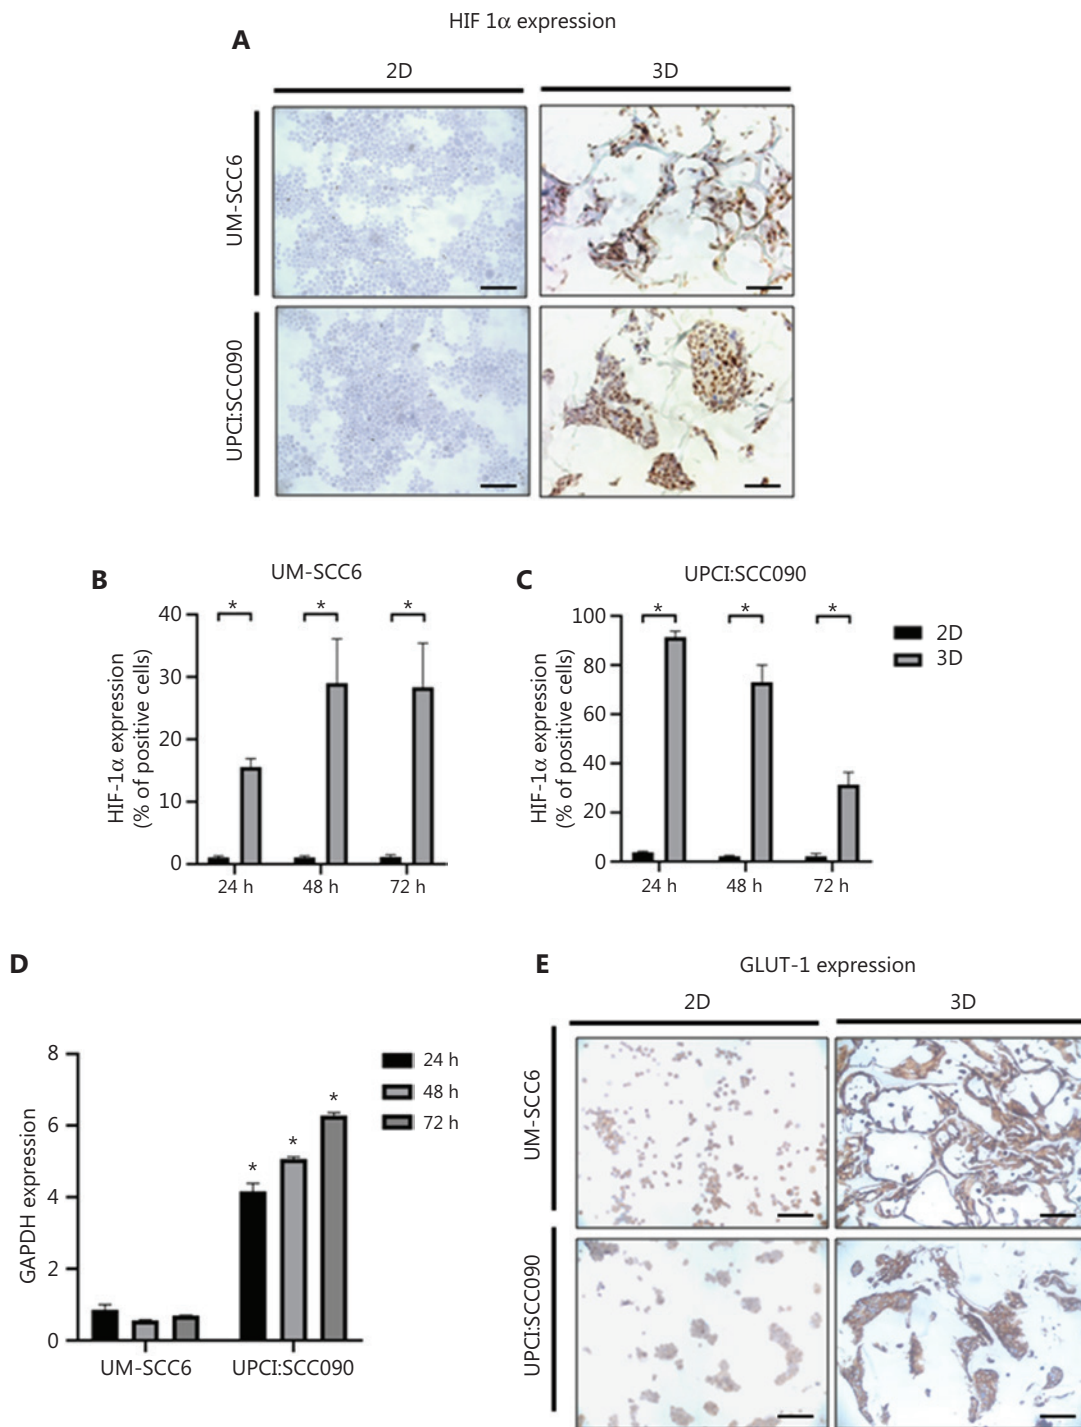 HIF 1α expression
A
2D
3D
UM-SCC6
UPCI:SCC090
B
UM-SCC6
HIF-1α expression
(% of positive cells)
40
30
20
10
0
*
*
*
24 h
48 h
72 h
C
UPCI:SCC090
HIF-1α expression
(% of positive cells)
100
80
60
40
20
0
*
*
*
24 h
48 h
72 h
2D
3D
D
GAPDH expression
8
6
4
2
0
*
*
*
UM-SCC6
UPCI:SCC090
24 h
48 h
72 h
E
GLUT-1 expression
2D
3D
UM-SCC6
UPCI:SCC090